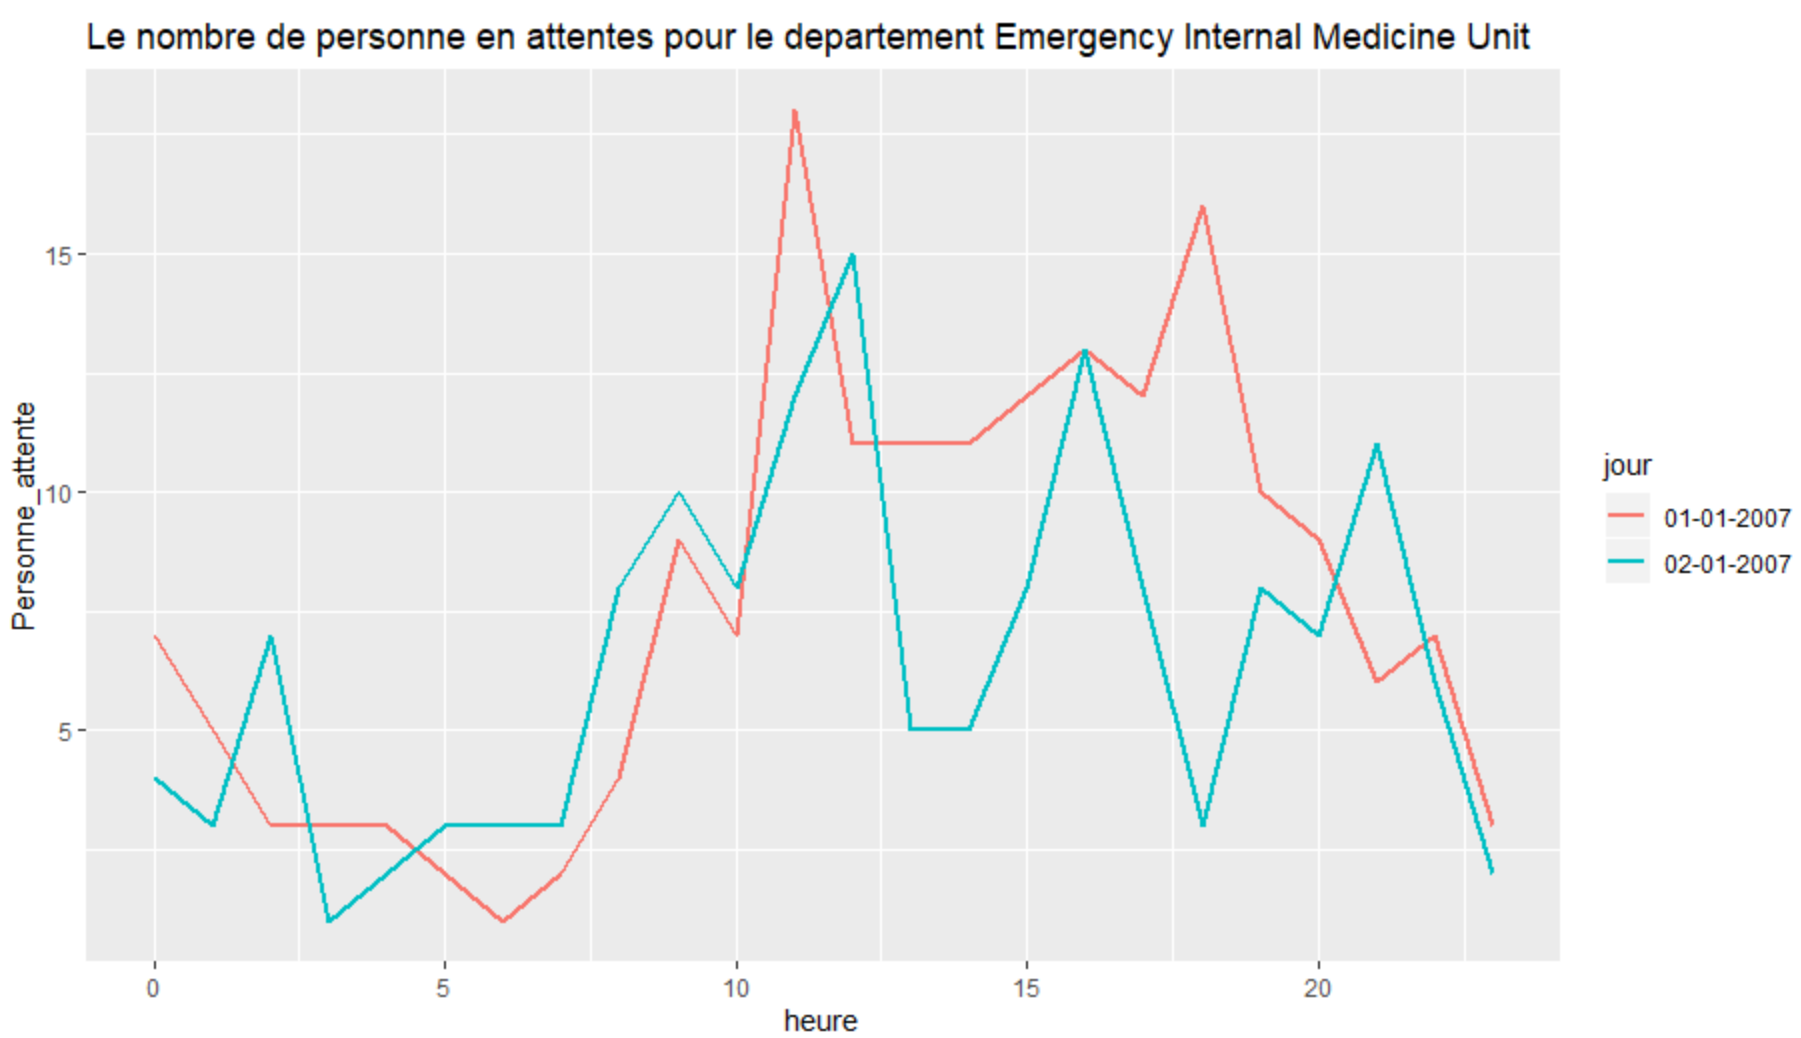 Le nombre de personne en attentes pour le departement Emergency Internal Medicine Unit
Personne_attente
15
10
5
0
5
10
15
20
heure
jour
01-01-2007
02-01-2007